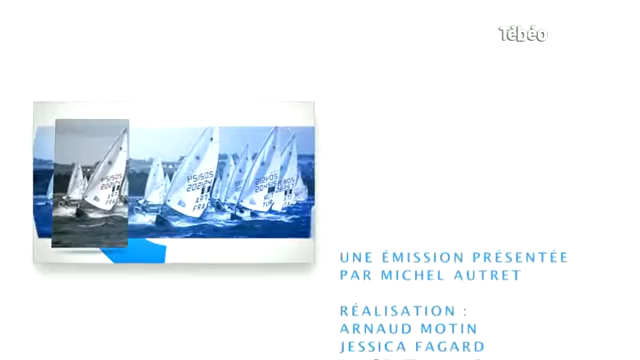 Tébéo
UNE ÉMISSION PRÉSENTÉE
PAR MICHEL AUTRET
RÉALISATION :
ARNAUD MOTIN
JESSICA FAGARD